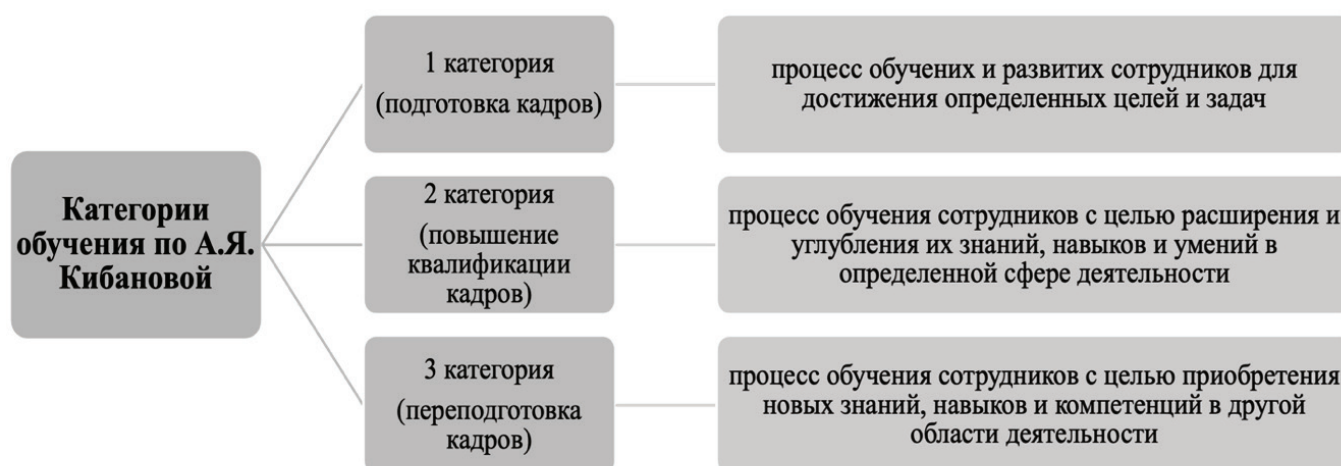 Категории
обучения по А.Я.
Кибановой
1 категория
(подготовка кадров)
процесс обучених и развитих сотрудников для
достижения определенных целей и задач
2 категория
(повышение
квалификации
кадров)
процесс обучения сотрудников с целью расширения и
углубления их знаний, навыков и умений в
определенной сфере деятельности
3 категория
(переподготовка
кадров)
процесс обучения сотрудников с целью приобретения
новых знаний, навыков и компетенций в другой
области деятельности